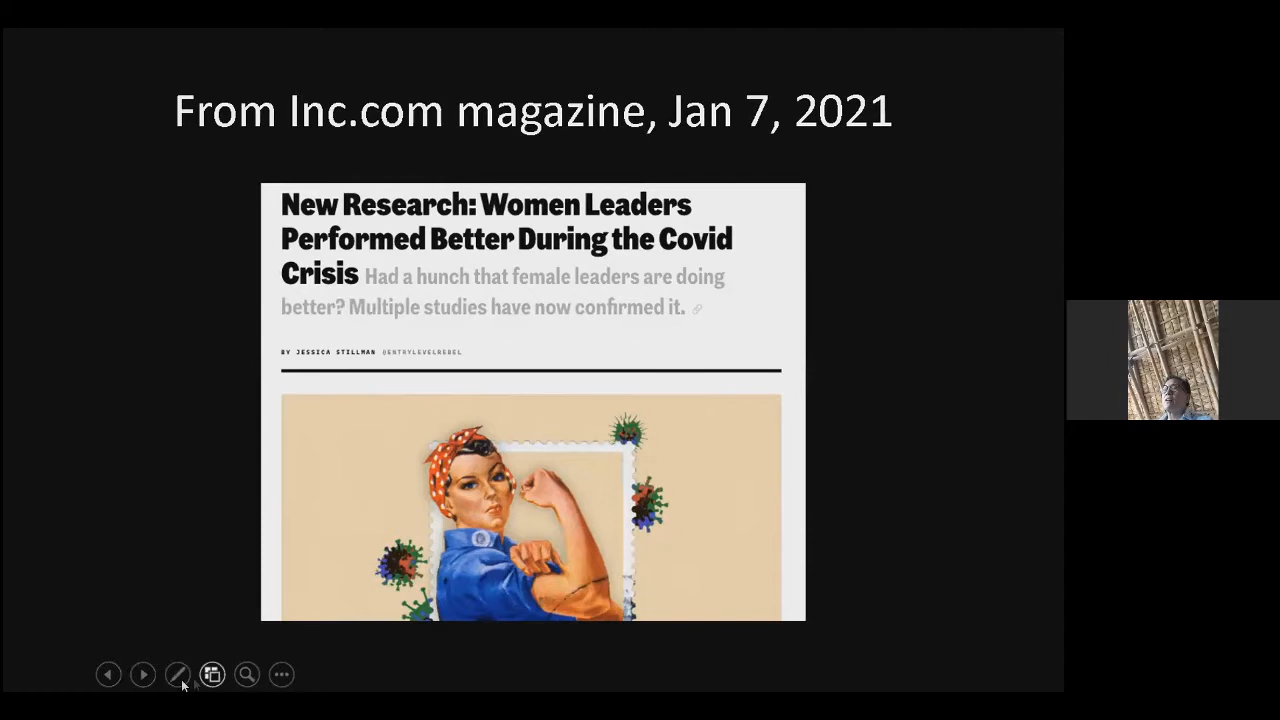 From Inc.com magazine, Jan 7, 2021
New Research: Women Leaders
Performed Better During the Covid
Crisis Had a hunch that female leaders are doing
better? Multiple studies have now confirmed it.
BY JESSICA STILLMAN @ENTRYLEVELREBEL